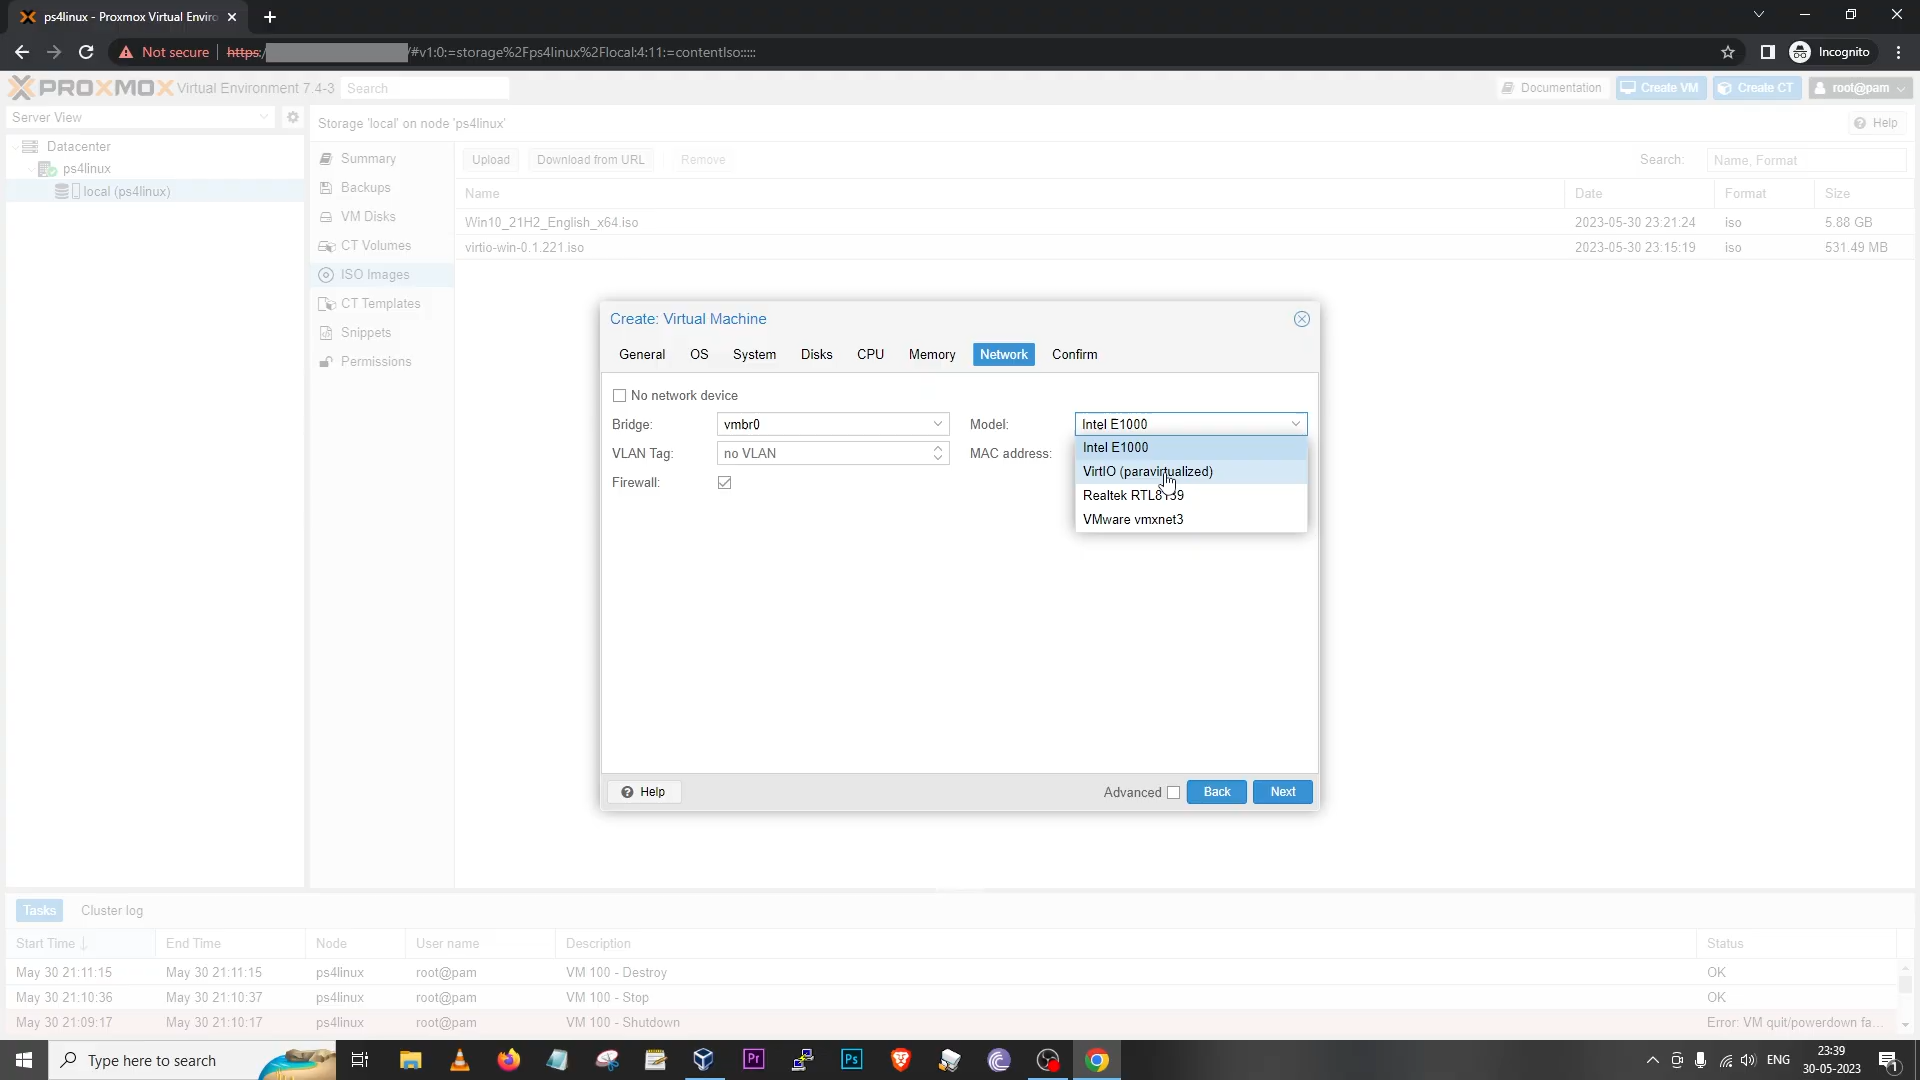 ps4linux - Proxmox Virtual Enviro
Not secure
https:/ /#v1:0:=storage%2Fps4linux%2Flocal:4:11:=contentIso:::::
Incognito
PROXMOX Virtual Environment 7.4-3
Search
Documentation
Create VM
Create CT
root@pam
Server View
Storage 'local' on node 'ps4linux'
Help
Datacenter
ps4linux
local (ps4linux)
Summary
Backups
VM Disks
CT Volumes
ISO Images
CT Templates
Snippets
Permissions
Upload
Download from URL
Remove
Search:
Name, Format
Name Date Format Size
Win10_21H2_English_x64.iso 2023-05-30 23:21:24 iso 5.88 GB
virtio-win-0.1.221.iso 2023-05-30 23:15:19 iso 531.49 MB
Create: Virtual Machine
General OS System Disks CPU Memory Network Confirm
No network device
Bridge: vmbr0
VLAN Tag: no VLAN
Firewall:
Model: Intel E1000
MAC address:
Intel E1000
VirtIO (paravirtualized)
Realtek RTL8139
VMware vmxnet3
Help
Advanced
Back
Next
Tasks
Cluster log
Start Time End Time Node User name Description Status
May 30 21:11:15 May 30 21:11:15 ps4linux root@pam VM 100 - Destroy OK
May 30 21:10:36 May 30 21:10:37 ps4linux root@pam VM 100 - Stop OK
May 30 21:09:17 May 30 21:10:17 ps4linux root@pam VM 100 - Shutdown Error: VM quit/powerdown fa...
Type here to search
Pr
Ps
ENG
23:39
30-05-2023
1